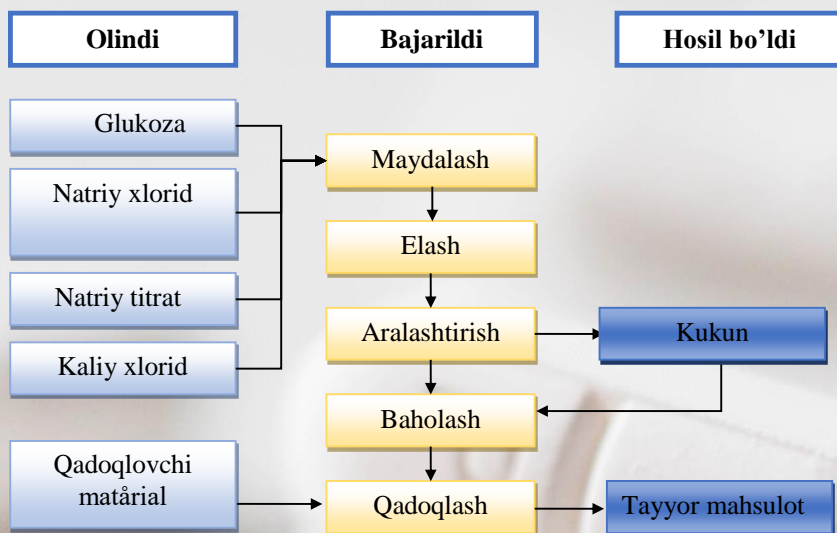 Olindi
Bajarildi
Hosil bo’ldi
Glukoza
Natriy xlorid
Natriy titrat
Kaliy xlorid
Qadoqlovchi
matårial
Maydalash
Elash
Aralashtirish
Baholash
Qadoqlash
Kukun
Tayyor mahsulot